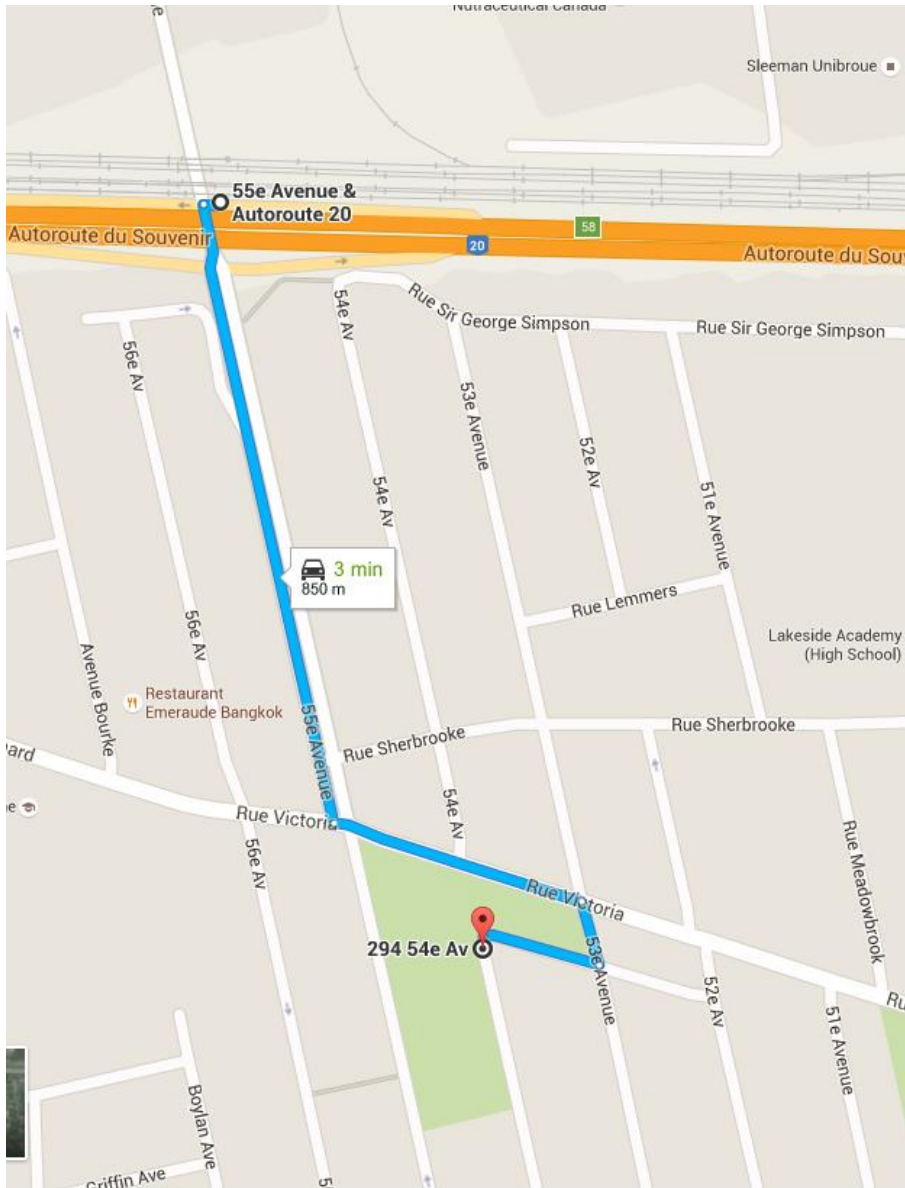 Nutraceutical Canada
Sleeman Unibroue
55e Avenue &
Autoroute 20
58
Autoroute du Souvenir
20
Autoroute du Souv
54e Av
Rue Sir George Simpson
Rue Sir George Simpson
56e Av
53e Avenue
52e Av
51e Avenue
54e Av
3 min
850 m
Rue Lemmers
56e Av
Lakeside Academy
(High School)
Avenue Bourke
Restaurant
Emeraude Bangkok
55e Avenue
Rue Sherbrooke
Rue Sherbrooke
ard
54e Av
Rue Victoria
56e Av
Rue Meadowbrook
Rue Victoria
294 54e Av
53e Avenue
52e Av
Ru
51e Avenue
Boylan Ave
Griffin Ave